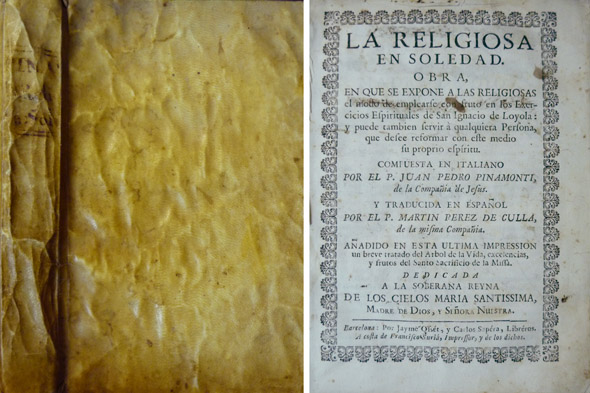 LA RELIGIOSA
EN SOLEDAD.
OBRA,
EN QUE SE EXPONE A LAS RELIGIOSAS
el modo de emplearse con fruto en los Exer-
cicios Espirituales de San Ignacio de Loyola:
y puede tambien servir à qualquiera Persona,
que desee reformar con este medio
su proprio espiritu.
COMPUESTA EN ITALIANO
POR EL P. JUAN PEDRO PINAMONTI,
de la Compañia de Jesus.
Y TRADUCIDA EN ESPAÑOL
POR EL P. MARTIN PEREZ DE CULLA,
de la misma Compañia.
AÑADIDO EN ESTA ULTIMA IMPRESSION
un breve tratado del Arbol de la Vida, excelencias,
y frutos del Santo Sacrificio de la Missa.
DEDICADA
A LA SOBERANA REYNA
DE LOS CIELOS MARIA SANTISSIMA,
MADRE DE DIOS, Y SEÑORA NUESTRA.
Barcelona: Por Jayme Osét, y Carlos Sapéra, Libreros.
A costa de Francisco Suriá, Impressor, y de los dichos.